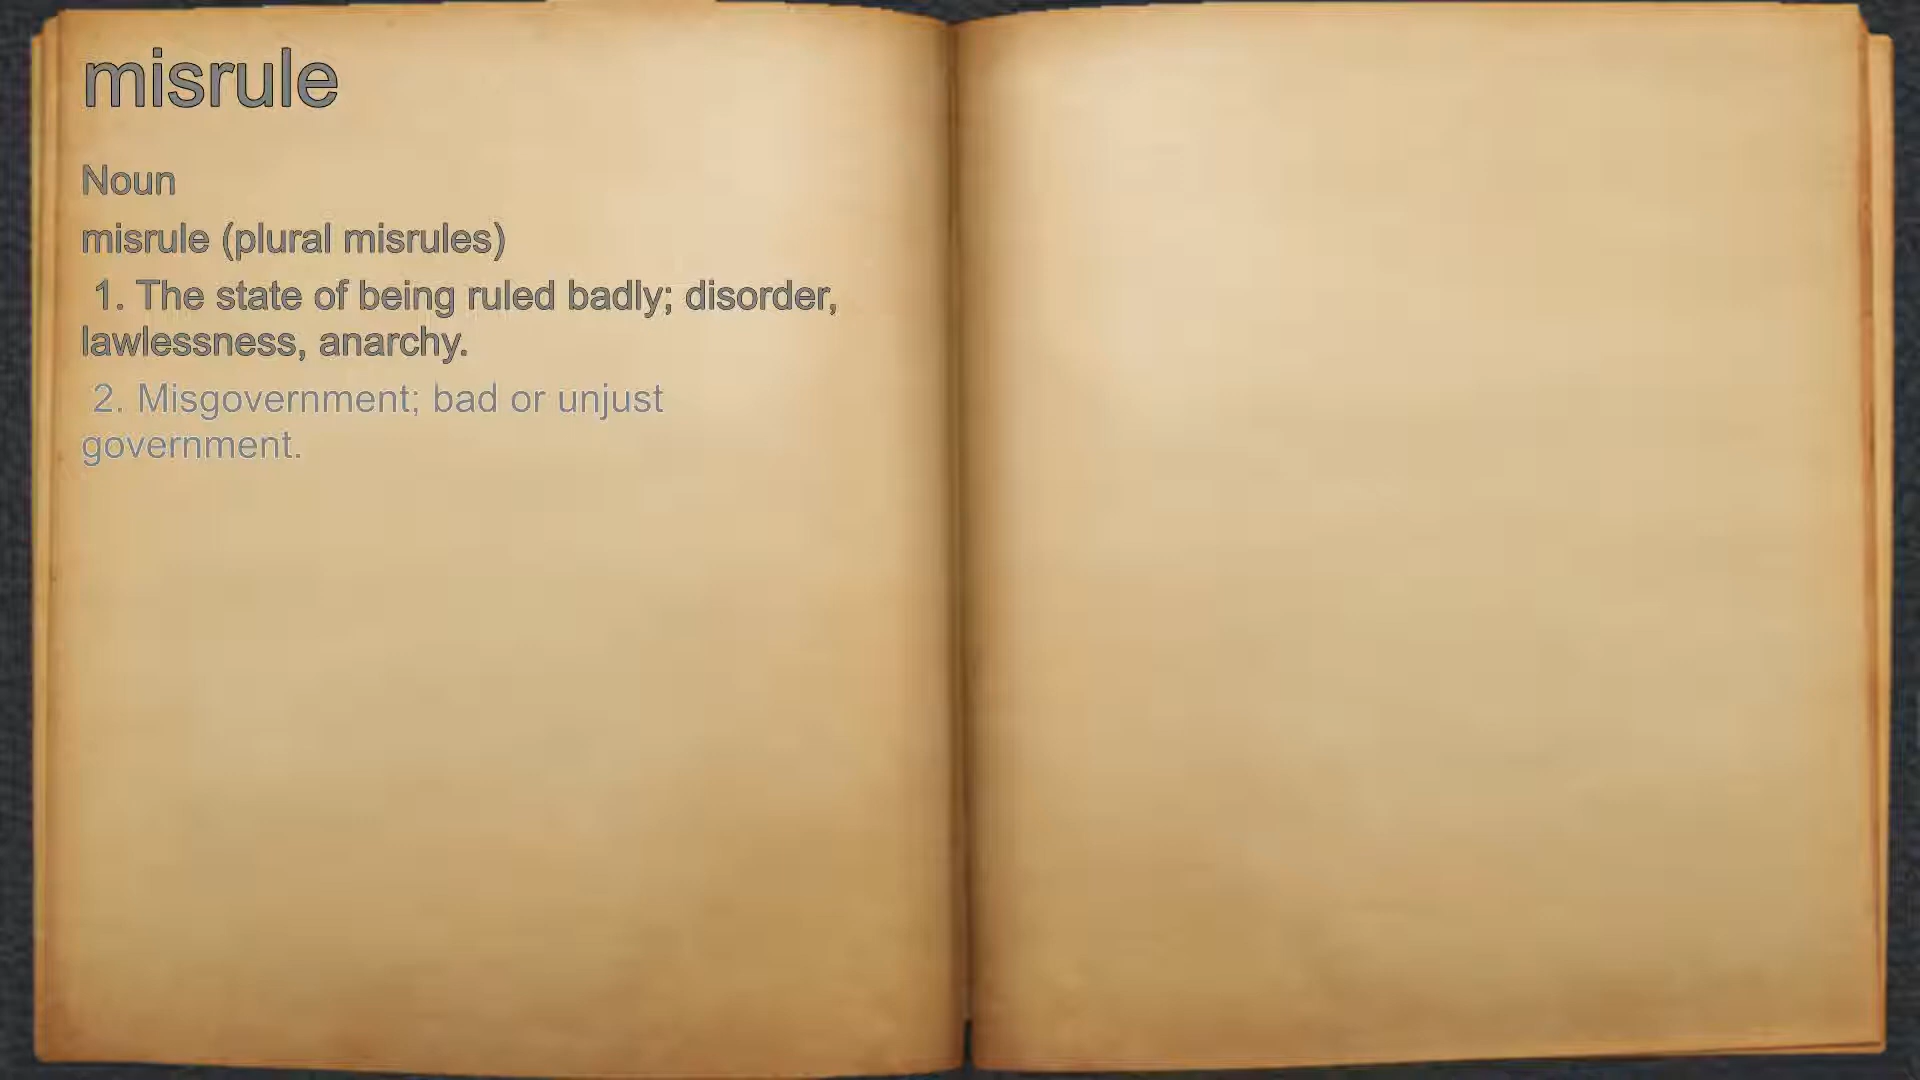 misrule
Noun
misrule (plural misrules)
1. The state of being ruled badly; disorder,
lawlessness, anarchy.
2. Misgovernment; bad or unjust
government.